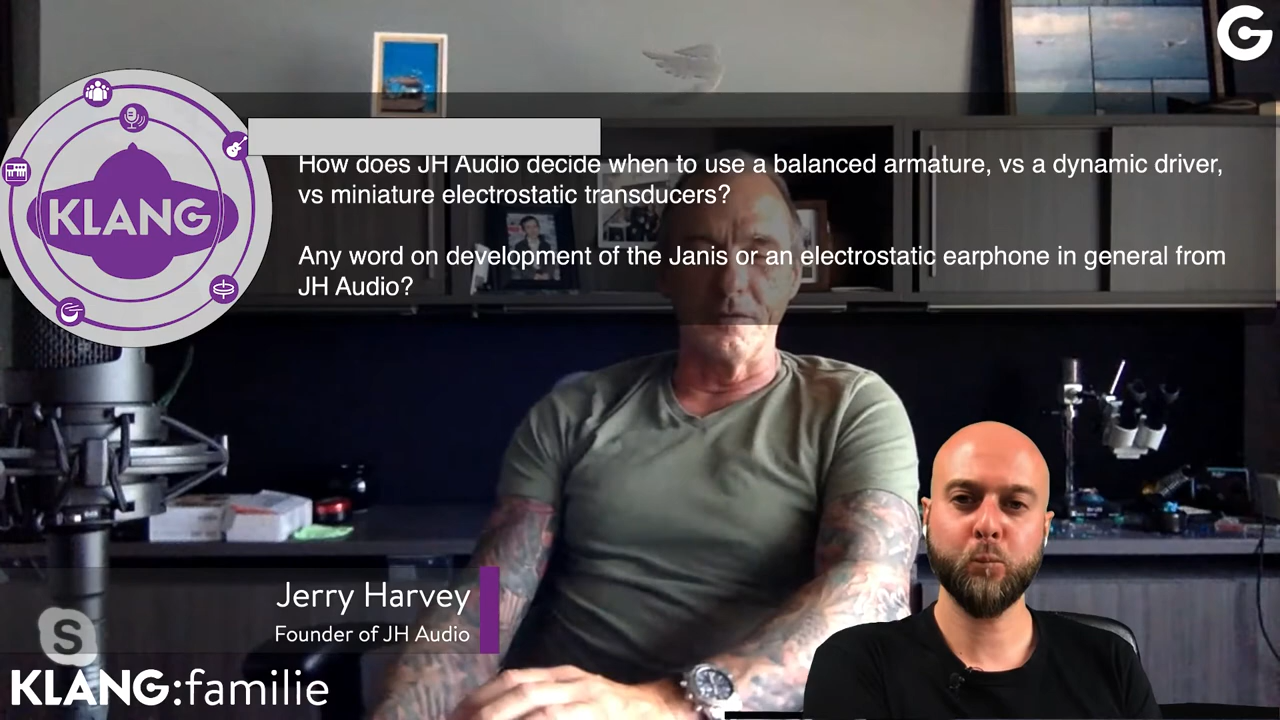 G
KLANG
How does JH Audio decide when to use a balanced armature, vs a dynamic driver,
vs miniature electrostatic transducers?
Any word on development of the Janis or an electrostatic earphone in general from
JH Audio?
Jerry Harvey
Founder of JH Audio
S
KLANG:familie